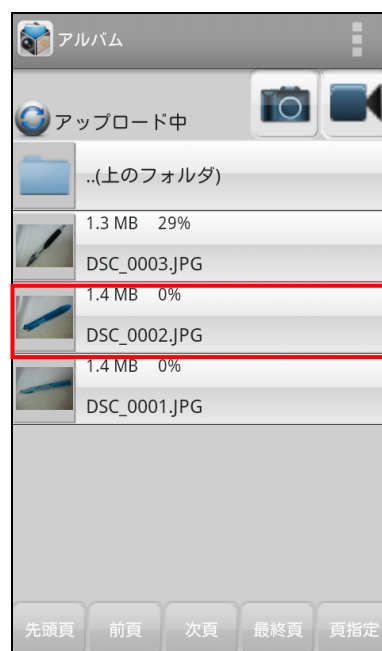 アルバム
アップロード中
..(上のフォルダ)
1.3 MB 29%
DSC_0003.JPG
1.4 MB 0%
DSC_0002.JPG
1.4 MB 0%
DSC_0001.JPG
先頭頁 前頁 次頁 最終頁 頁指定